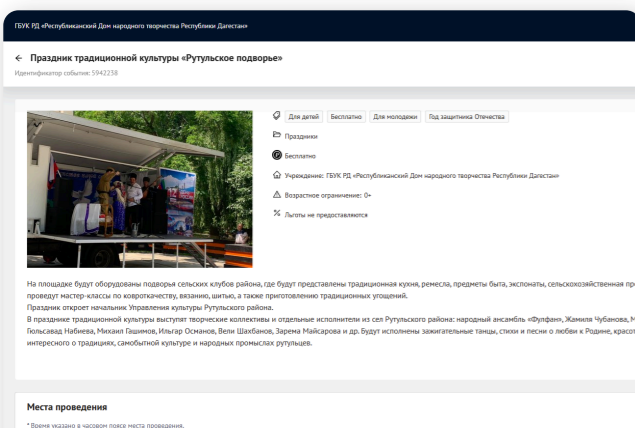 ГБУК РД «Республиканский Дом народного творчества Республики Дагестан»
← Праздник традиционной культуры «Рутульское подворье»
Идентификатор события: 5942238
Для детей Бесплатно Для молодежи Год защитника Отечества
Праздники
Бесплатно
Учреждение: ГБУК РД «Республиканский Дом народного творчества Республики Дагестан»
Возрастное ограничение: 0+
Льготы не предоставляются
На площадке будут оборудованы подворья сельских клубов района, где будут представлены традиционная кухня, ремесла, предметы быта, экспонаты, сельскохозяйственная
проведут мастер-классы по ковроткачеству, вязанию, шитью, а также приготовлению традиционных угощений.
Праздник откроет начальник Управления культуры Рутульского района.
В празднике традиционной культуры выступят творческие коллективы и отдельные исполнители из сел Рутульского района: народный ансамбль «Фулфан», Жамиля Чубанова,
Гюльсавад Набиева, Михаил Гашимов, Ильгар Османов, Вели Шахбанов, Зарема Майсарова и др. Будут исполнены зажигательные танцы, стихи и песни о любви к Родине,
интересного о традициях, самобытной культуре и народных промыслах рутульцев.
Места проведения
* Время указано в часовом поясе места проведения.